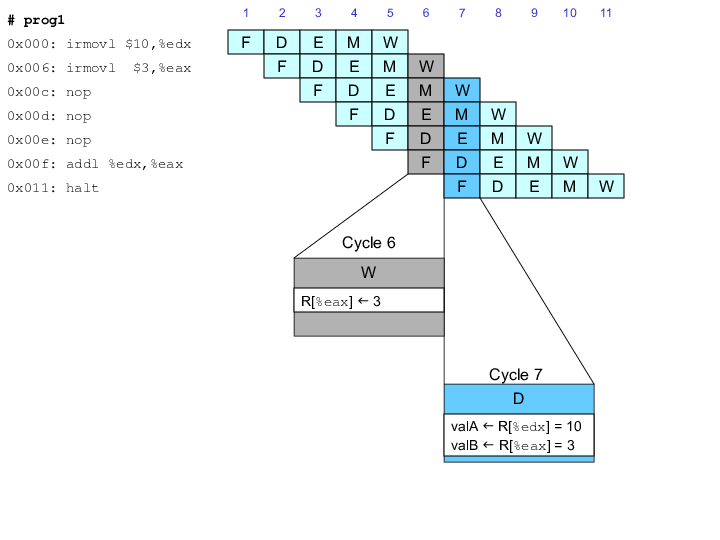 1 2 3 4 5 6 7 8 9 10 11
# prog1
0x000: irmovl $10,%edx F D E M W
0x006: irmovl  $3,%eax F D E M W
0x00c: nop F D E M W
0x00d: nop F D E M W
0x00e: nop F D E M W
0x00f: addl %edx,%eax F D E M W
0x011: halt F D E M W
Cycle 6
W
R[%eax] ← 3
Cycle 7
D
valA ← R[%edx] = 10
valB ← R[%eax] = 3